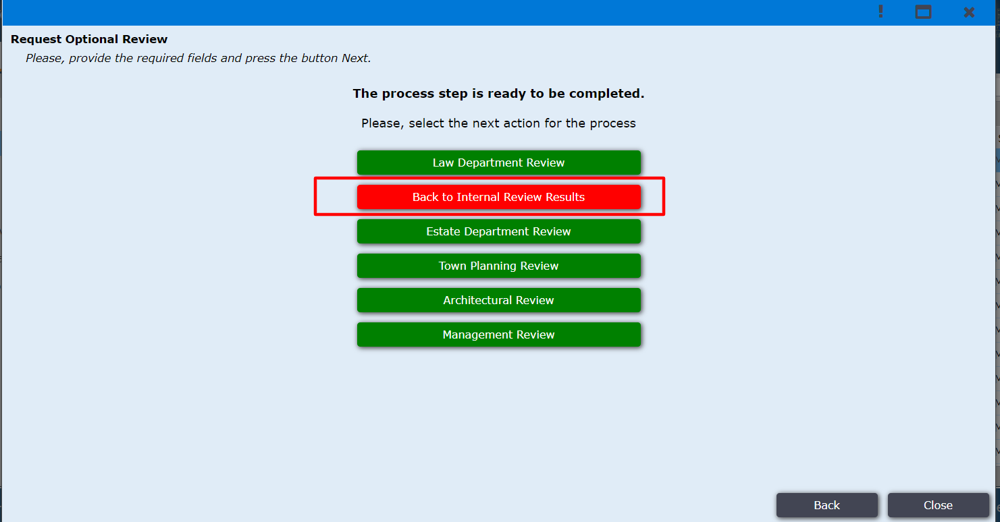 Request Optional Review
Please, provide the required fields and press the button Next.
The process step is ready to be completed.
Please, select the next action for the process
Law Department Review
Back to Internal Review Results
Estate Department Review
Town Planning Review
Architectural Review
Management Review
Back
Close